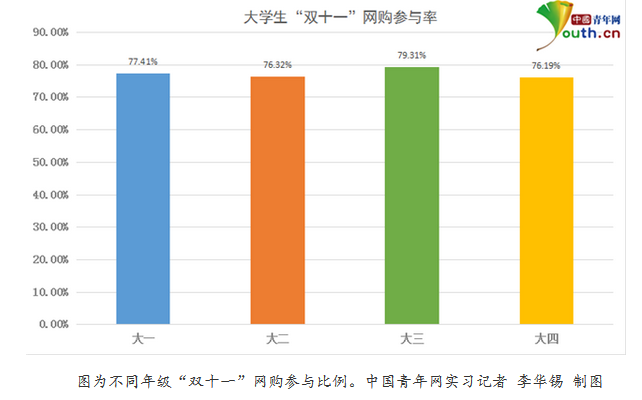 大学生“双十一”网购参与率
中國青年网
Youth.cn
90.00%
80.00%
70.00%
60.00%
50.00%
40.00%
30.00%
20.00%
10.00%
0.00%
77.41%
76.32%
79.31%
76.19%
大一
大二
大三
大四
图为不同年级“双十一”网购参与比例。中国青年网实习记者 李华锡 制图